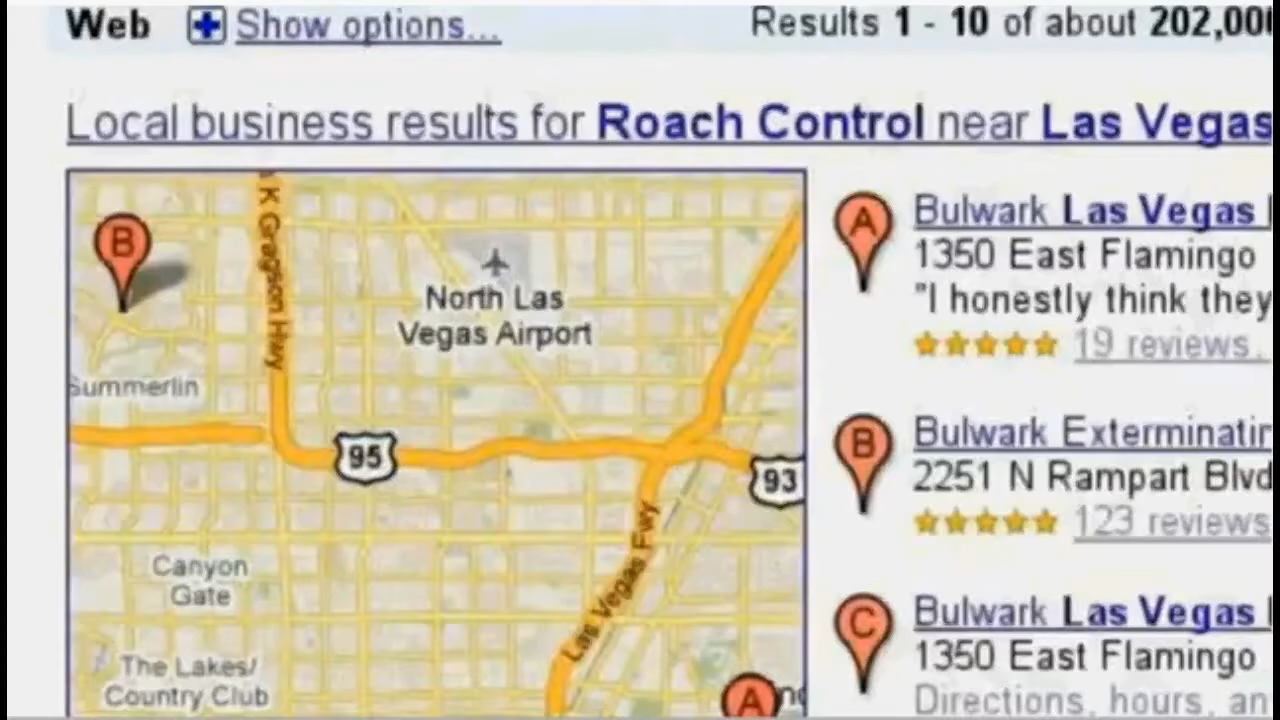 Web Show options... Results 1 - 10 of about 202,00
Local business results for Roach Control near Las Vegas
B
K Gragson Hwy
North Las
Vegas Airport
Summerlin
95
93
Las Vegas Fwy
Canyon
Gate
The Lakes/
Country Club
A
A Bulwark Las Vegas
1350 East Flamingo
"I honestly think they
19 reviews
B Bulwark Exterminatin
2251 N Rampart Blvd
123 reviews
C Bulwark Las Vegas
1350 East Flamingo
Directions, hours, an